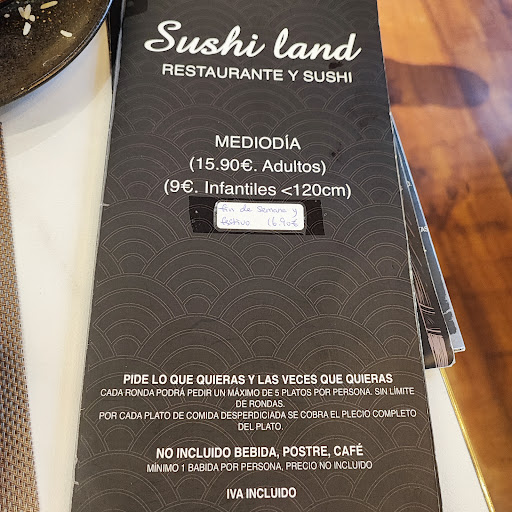 Sushi land
RESTAURANTE Y SUSHI
MEDIODÍA
(15.90€. Adultos)
(9€. Infantiles <120cm)
fin de semana y
festivo 16.90€
PIDE LO QUE QUIERAS Y LAS VECES QUE QUIERAS
CADA RONDA PODRÁ PEDIR UN MÁXIMO DE 5 PLATOS POR PERSONA. SIN LÍMITE
DE RONDAS.
POR CADA PLATO DE COMIDA DESPERDICIADA SE COBRA EL PLECIO COMPLETO
DEL PLATO.
NO INCLUIDO BEBIDA, POSTRE, CAFÉ
MÍNIMO 1 BABIDA POR PERSONA, PRECIO NO INCLUIDO
IVA INCLUIDO